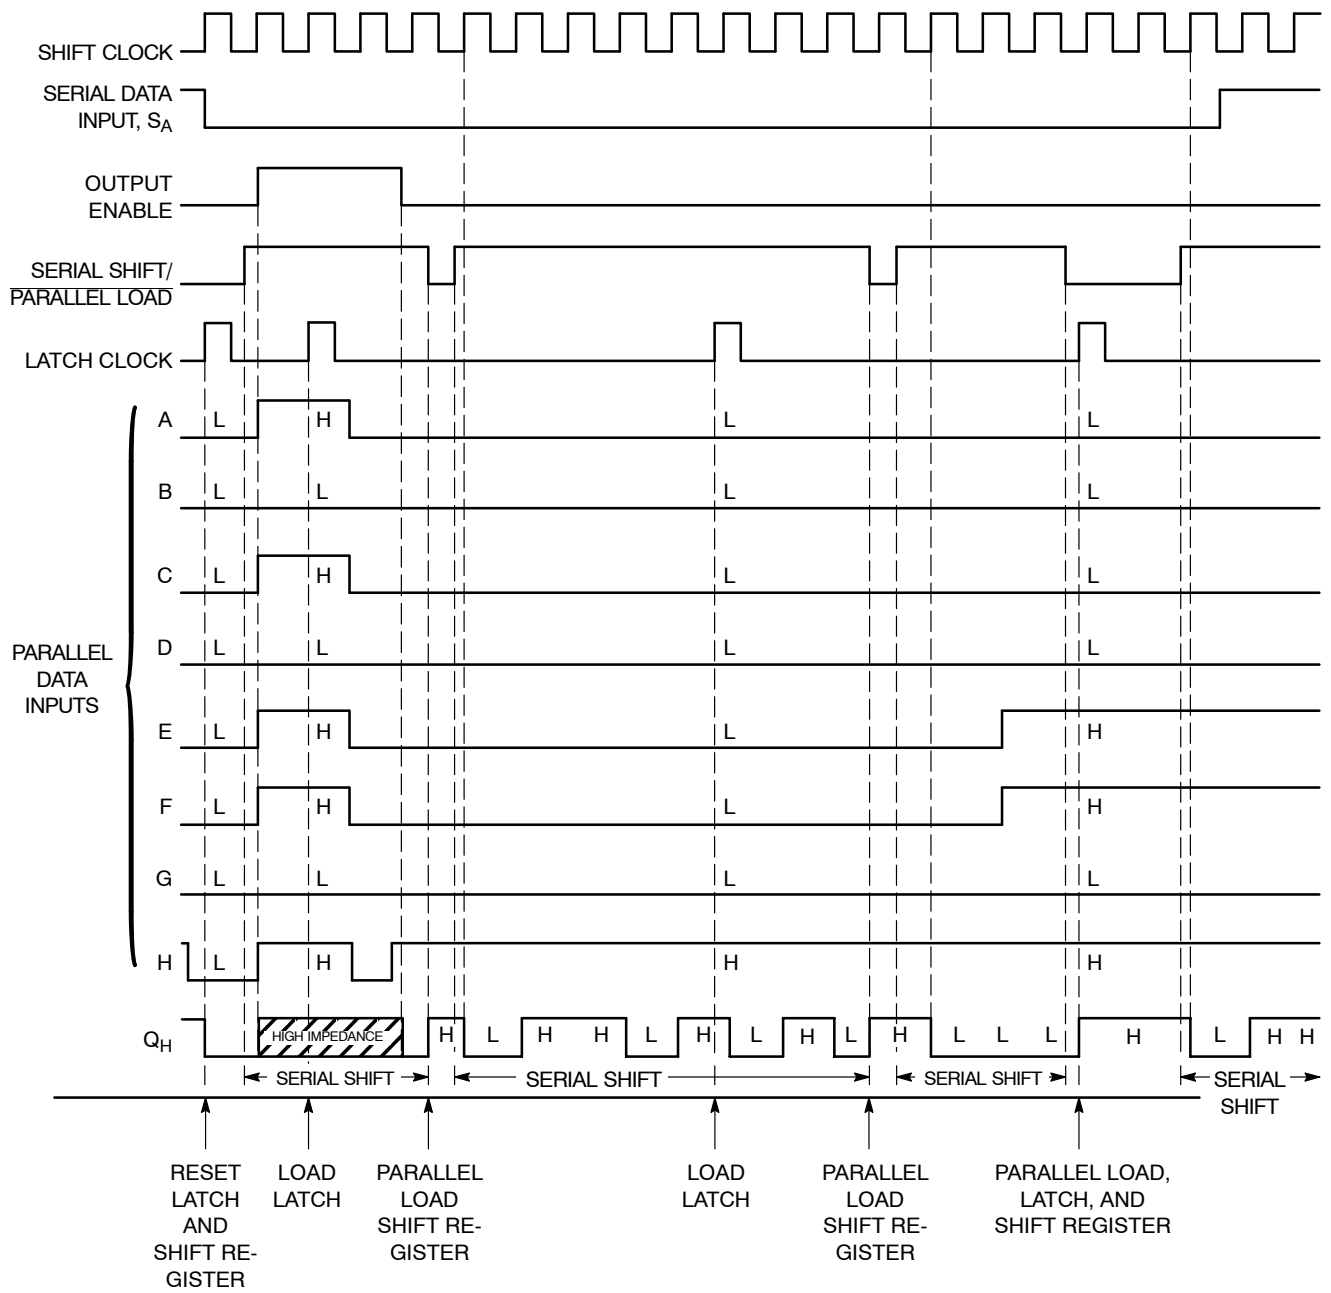 SHIFT CLOCK
SERIAL DATA
INPUT, SA
OUTPUT
ENABLE
SERIAL SHIFT/
PARALLEL LOAD
LATCH CLOCK
A L H L L
B L L L L
C L H L L
D L L L L
PARALLEL
DATA
INPUTS
E L H L H
F L H L H
G L L L L
H L H H H
QH HIGH IMPEDANCE H L H H L H L H L H L L L H L H H
SERIAL SHIFT SERIAL SHIFT SERIAL SHIFT SERIAL
SHIFT
RESET
LATCH
AND
SHIFT RE-
GISTER
LOAD
LATCH
PARALLEL
LOAD
SHIFT RE-
GISTER
LOAD
LATCH
PARALLEL
LOAD
SHIFT RE-
GISTER
PARALLEL LOAD,
LATCH, AND
SHIFT REGISTER